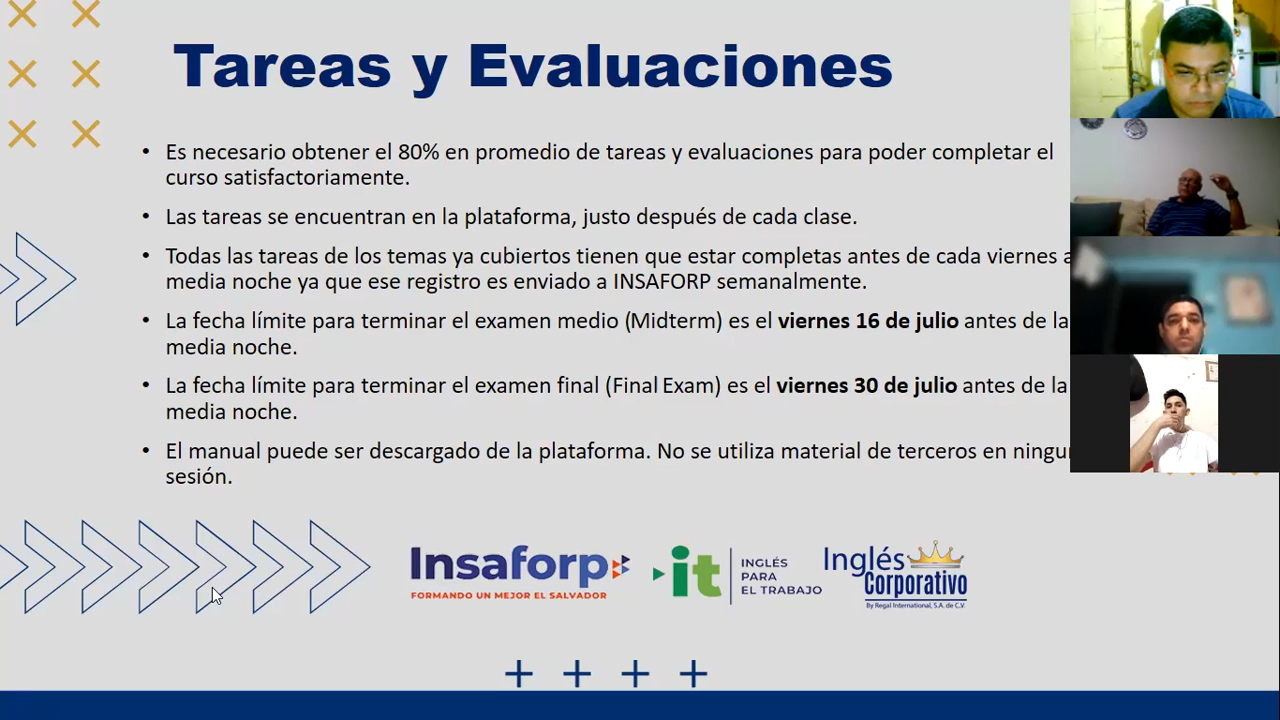 Tareas y Evaluaciones
• Es necesario obtener el 80% en promedio de tareas y evaluaciones para poder completar el
curso satisfactoriamente.
• Las tareas se encuentran en la plataforma, justo después de cada clase.
• Todas las tareas de los temas ya cubiertos tienen que estar completas antes de cada viernes a
media noche ya que ese registro es enviado a INSAFORP semanalmente.
• La fecha límite para terminar el examen medio (Midterm) es el viernes 16 de julio antes de la
media noche.
• La fecha límite para terminar el examen final (Final Exam) es el viernes 30 de julio antes de la
media noche.
• El manual puede ser descargado de la plataforma. No se utiliza material de terceros en
sesión.
Insaforp
FORMANDO UN MEJOR EL SALVADOR
it
INGLÉS
PARA
EL TRABAJO
Inglés
Corporativo
By Regal International, S.A. de C.V.